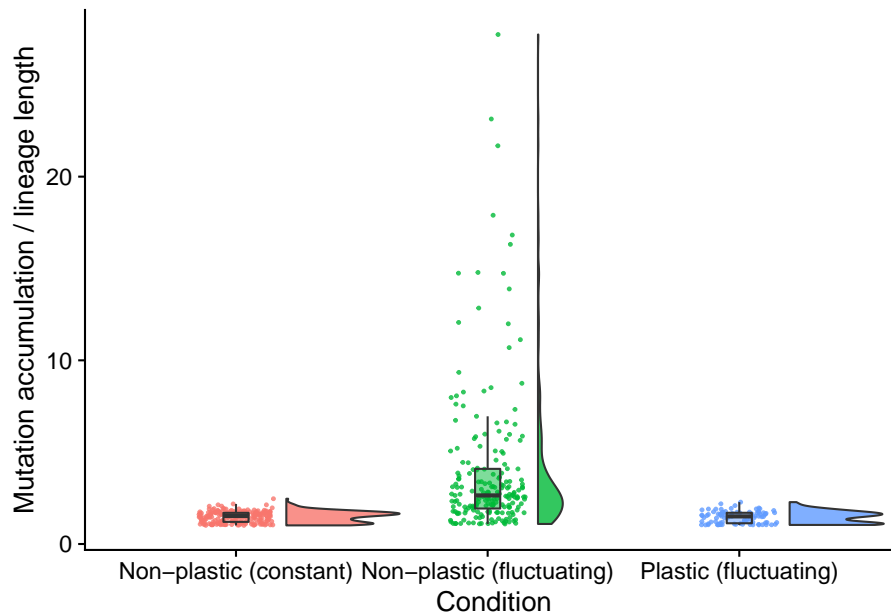 Mutation accumulation / lineage length
20
10
0
Non−plastic (constant) Non−plastic (fluctuating) Plastic (fluctuating)
Condition